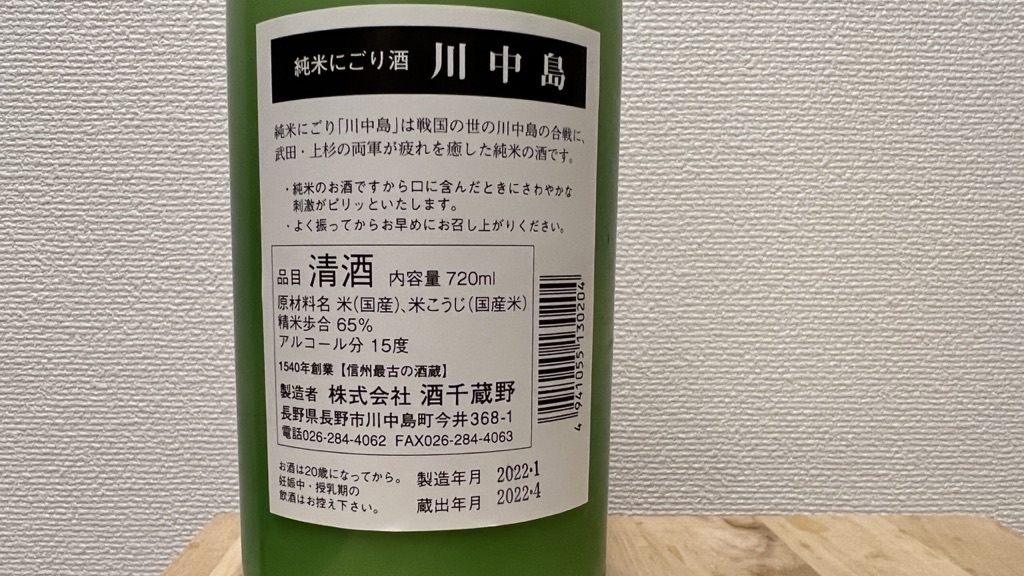 純米にごり酒 川中島
純米にごり「川中島」は戦国の世の川中島の合戦に、
武田・上杉の両軍が疲れを癒した純米の酒です。
・純米のお酒ですから口に含んだときにさわやかな
刺激がピリッといたします。
・よく振ってからお早めにお召し上がりください。
品目 清酒 内容量 720ml
原材料名 米(国産)、米こうじ(国産米)
精米歩合 65%
アルコール分 15度
1540年創業【信州最古の酒蔵】
製造者 株式会社 酒千蔵野
長野県長野市川中島町今井368-1
電話026-284-4062 FAX026-284-4063
4 941055 130204
お酒は20歳になってから。
妊娠中・授乳期の
飲酒はお控え下さい。
製造年月 2022・1
蔵出年月 2022・4